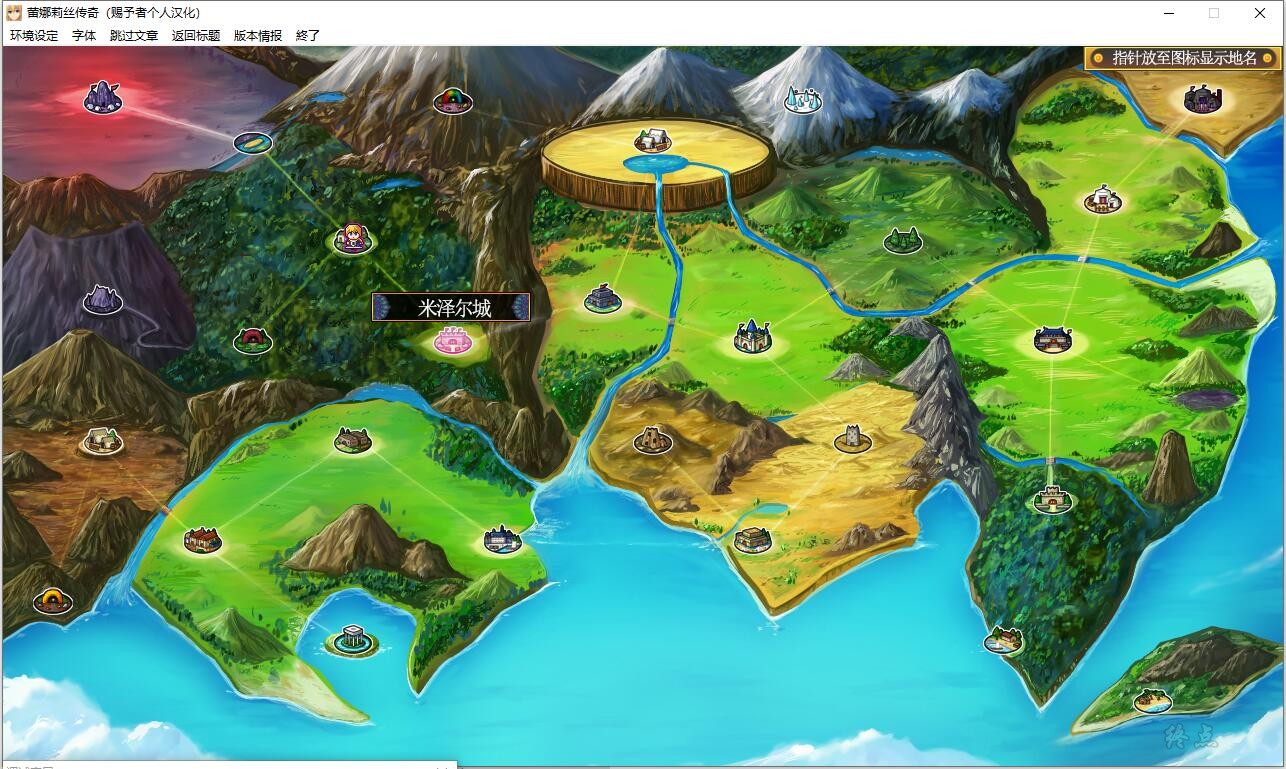 茵娜莉丝传奇（赐予者个人汉化）
环境设定 字体 跳过文章 返回标题 版本情报 終了
指针放至图标显示地名
米泽尔城
终点